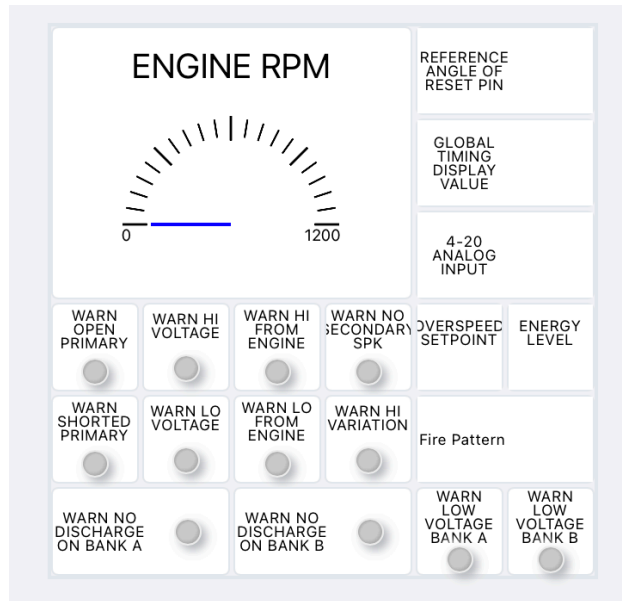 ENGINE RPM
0
1200
REFERENCE
ANGLE OF
RESET PIN
GLOBAL
TIMING
DISPLAY
VALUE
4-20
ANALOG
INPUT
WARN
OPEN
PRIMARY
WARN HI
VOLTAGE
WARN HI
FROM
ENGINE
WARN NO
SECONDARY
SPK
OVERSPEED
SETPOINT
ENERGY
LEVEL
WARN
SHORTED
PRIMARY
WARN LO
VOLTAGE
WARN LO
FROM
ENGINE
WARN HI
VARIATION
Fire Pattern
WARN NO
DISCHARGE
ON BANK A
WARN NO
DISCHARGE
ON BANK B
WARN
LOW
VOLTAGE
BANK A
WARN
LOW
VOLTAGE
BANK B